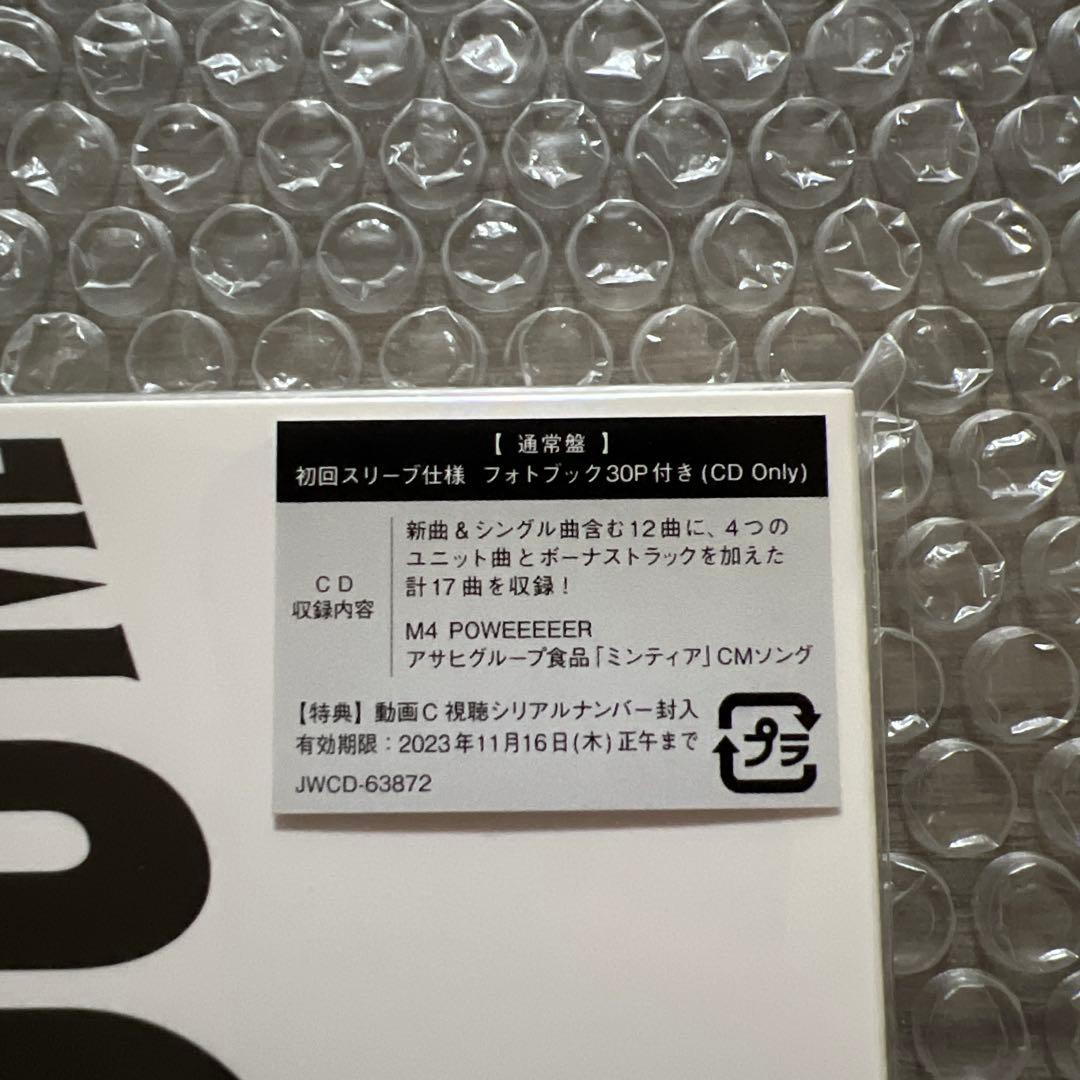 【 通常盤 】
初回スリーブ仕様 フォトブック30P付き(CD Only)
CD
収録内容
新曲&シングル曲含む12曲に、4つの
ユニット曲とボーナストラックを加えた
計17曲を収録!
M4 POWEEEEEER
アサヒグループ食品「ミンティア」CMソング
【特典】動画C視聴シリアルナンバー封入
有効期限:2023年11月16日(木)正午まで
JWCD-63872
プラ